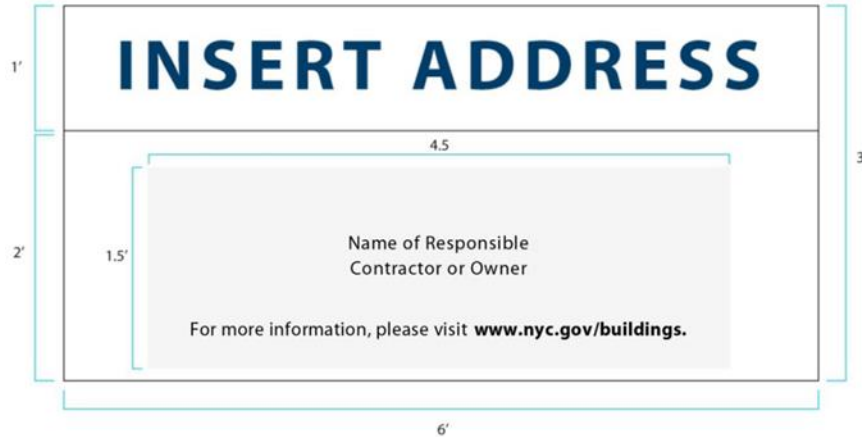 INSERT ADDRESS
1’
4.5
3
Name of Responsible
Contractor or Owner
2’
1.5’
For more information, please visit www.nyc.gov/buildings.
6’